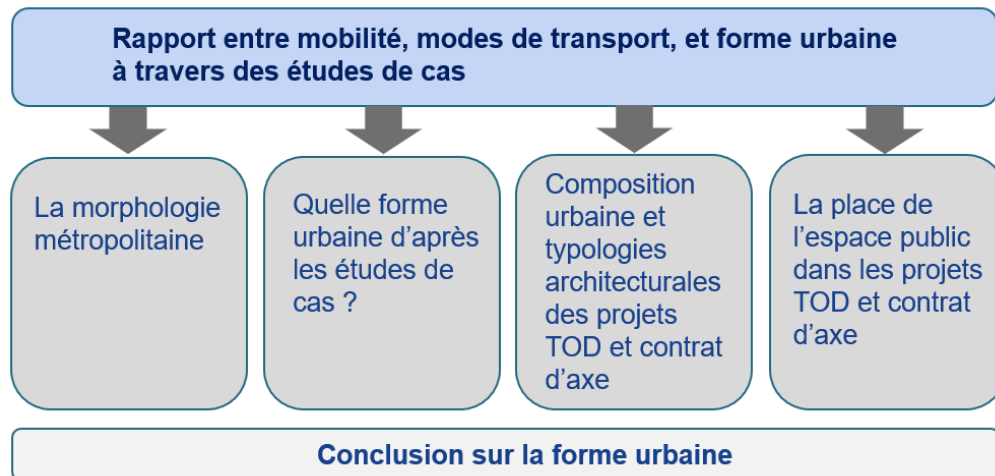 Rapport entre mobilité, modes de transport, et forme urbaine
à travers des études de cas
La morphologie
métropolitaine
Quelle forme
urbaine d’après
les études de
cas ?
Composition
urbaine et
typologies
architecturales
des projets
TOD et contrat
d’axe
La place de
l’espace public
dans les projets
TOD et contrat
d’axe
Conclusion sur la forme urbaine